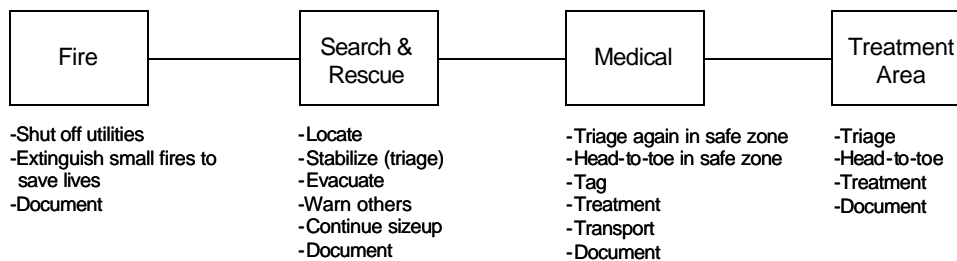 Fire
Search &
Rescue
Medical
Treatment
Area
-Shut off utilities
-Extinguish small fires to
save lives
-Document
-Locate
-Stabilize (triage)
-Evacuate
-Warn others
-Continue sizeup
-Document
-Triage again in safe zone
-Head-to-toe in safe zone
-Tag
-Treatment
-Transport
-Document
-Triage
-Head-to-toe
-Treatment
-Document